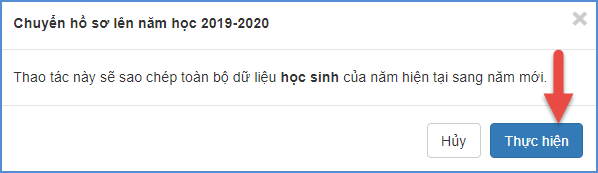 Chuyển hồ sơ lên năm học 2019-2020
×
Thao tác này sẽ sao chép toàn bộ dữ liệu học sinh của năm hiện tại sang năm mới.
Hủy
Thực hiện